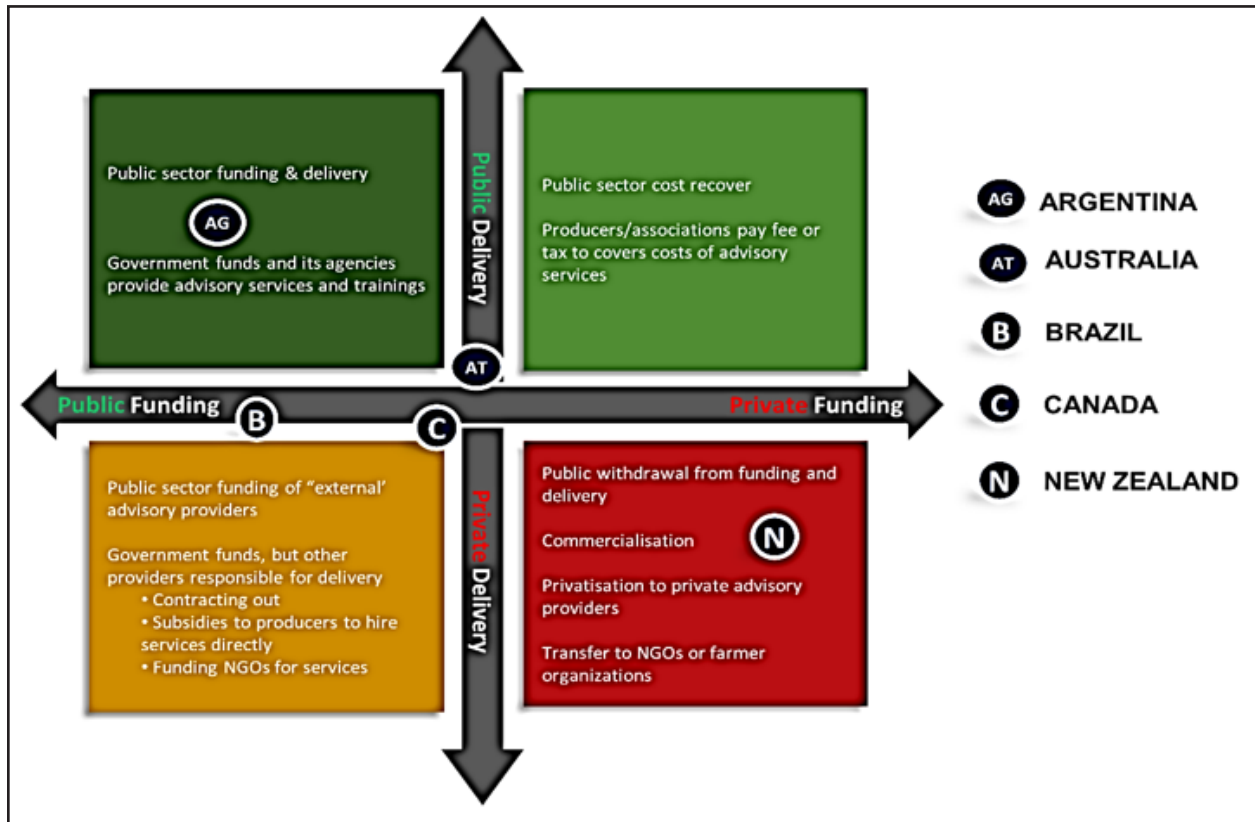 Public sector funding & delivery
AG
Government funds and its agencies
provide advisory services and trainings
Public Delivery
Public sector cost recover
Producers/associations pay fee or
tax to covers costs of advisory
services
AT
Public Funding
Private Funding
B
C
Public sector funding of “external’
advisory providers
Government funds, but other
providers responsible for delivery
• Contracting out
• Subsidies to producers to hire
services directly
• Funding NGOs for services
Private Delivery
Public withdrawal from funding and
delivery
N
Commercialisation
Privatisation to private advisory
providers
Transfer to NGOs or farmer
organizations
AG ARGENTINA
AT AUSTRALIA
B BRAZIL
C CANADA
N NEW ZEALAND